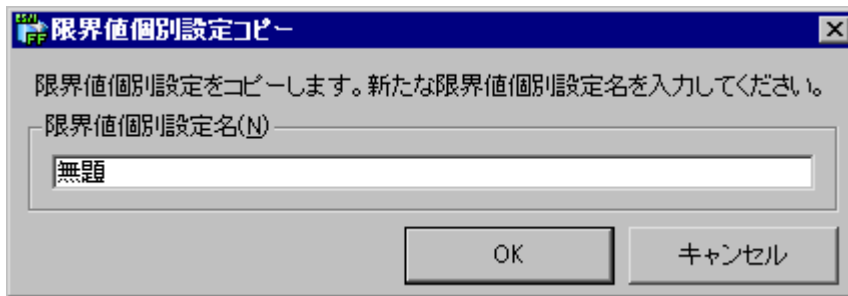 限界値個別設定コピー
限界値個別設定をコピーします。新たな限界値個別設定名を入力してください。
限界値個別設定名(N)
無題
OK
キャンセル